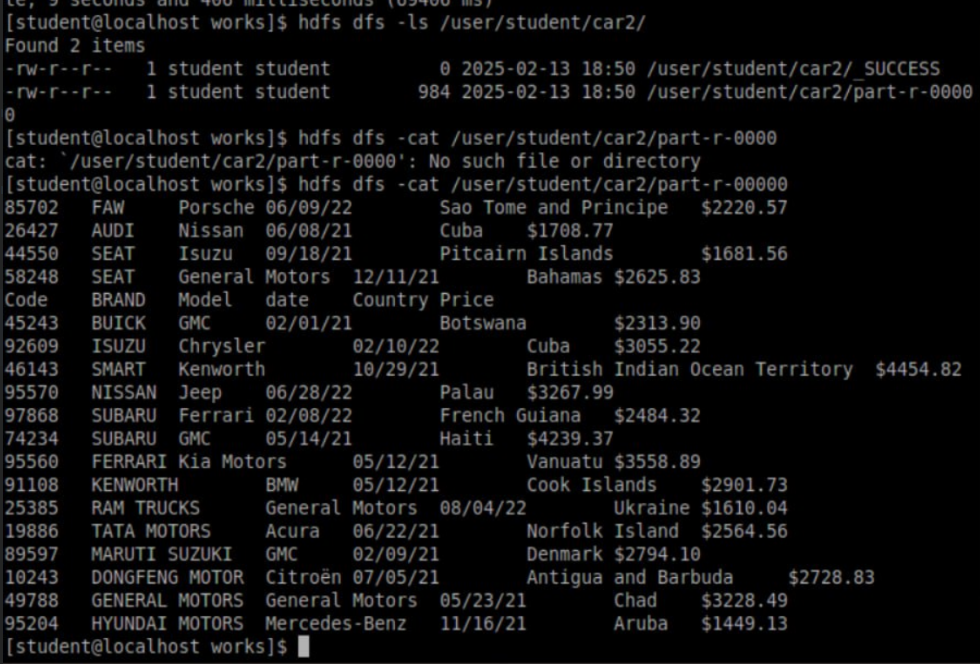 [student@localhost works]$ hdfs dfs -ls /user/student/car2/
Found 2 items
-rw-r--r--   1 student student          0 2025-02-13 18:50 /user/student/car2/_SUCCESS
-rw-r--r--   1 student student        984 2025-02-13 18:50 /user/student/car2/part-r-0000
0
[student@localhost works]$ hdfs dfs -cat /user/student/car2/part-r-0000
cat: `/user/student/car2/part-r-0000': No such file or directory
[student@localhost works]$ hdfs dfs -cat /user/student/car2/part-r-00000
85702   FAW     Porsche 06/09/22        Sao Tome and Principe   $2220.57
26427   AUDI    Nissan  06/08/21        Cuba    $1708.77
44550   SEAT    Isuzu   09/18/21        Pitcairn Islands        $1681.56
58248   SEAT    General Motors  12/11/21        Bahamas $2625.83
Code    BRAND   Model   date    Country Price
45243   BUICK   GMC     02/01/21        Botswana        $2313.90
92609   ISUZU   Chrysler        02/10/22        Cuba    $3055.22
46143   SMART   Kenworth        10/29/21        British Indian Ocean Territory  $4454.82
95570   NISSAN  Jeep    06/28/22        Palau   $3267.99
97868   SUBARU  Ferrari 02/08/22        French Guiana   $2484.32
74234   SUBARU  GMC     05/14/21        Haiti   $4239.37
95560   FERRARI Kia Motors      05/12/21        Vanuatu $3558.89
91108   KENWORTH        BMW     05/12/21        Cook Islands    $2901.73
25385   RAM TRUCKS      General Motors  08/04/22        Ukraine $1610.04
19886   TATA MOTORS     Acura   06/22/21        Norfolk Island  $2564.56
89597   MARUTI SUZUKI   GMC     02/09/21        Denmark $2794.10
10243   DONGFENG MOTOR  Citroën 07/05/21        Antigua and Barbuda     $2728.83
49788   GENERAL MOTORS  General Motors  05/23/21        Chad    $3228.49
95204   HYUNDAI MOTORS  Mercedes-Benz   11/16/21        Aruba   $1449.13
[student@localhost works]$